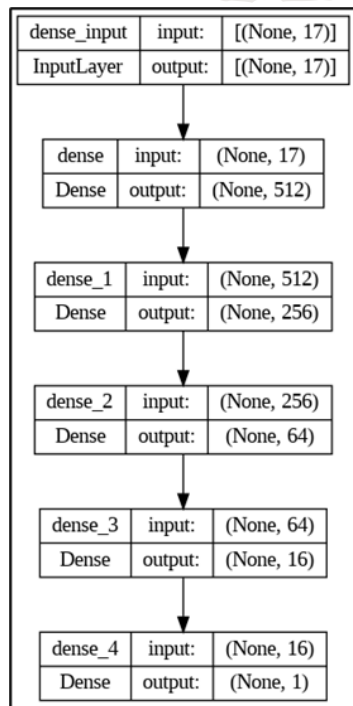 dense_input input: [(None, 17)]
InputLayer output: [(None, 17)]
dense input: (None, 17)
Dense output: (None, 512)
dense_1 input: (None, 512)
Dense output: (None, 256)
dense_2 input: (None, 256)
Dense output: (None, 64)
dense_3 input: (None, 64)
Dense output: (None, 16)
dense_4 input: (None, 16)
Dense output: (None, 1)